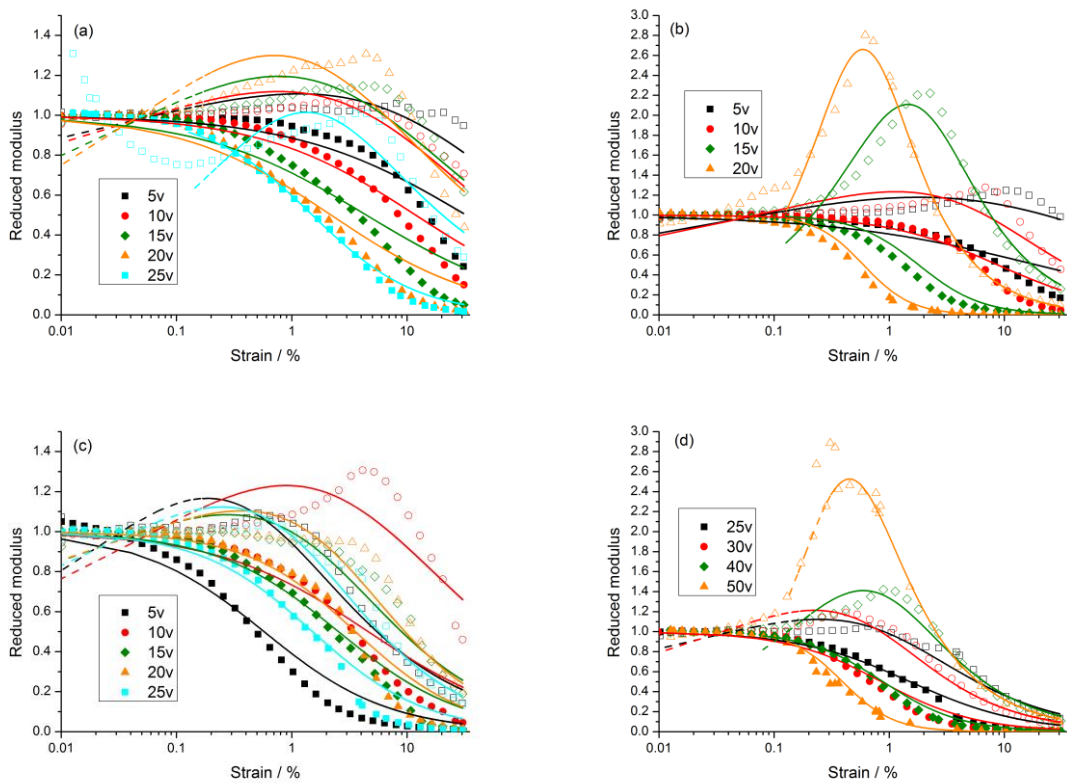 (a)
Reduced modulus
1.4
1.2
1.0
0.8
0.6
0.4
0.2
0.0
5v
10v
15v
20v
25v
0.01 0.1 1 10
Strain / %
(b)
Reduced modulus
3.0
2.8
2.6
2.4
2.2
2.0
1.8
1.6
1.4
1.2
1.0
0.8
0.6
0.4
0.2
0.0
5v
10v
15v
20v
0.01 0.1 1 10
Strain / %
(c)
Reduced modulus
1.4
1.2
1.0
0.8
0.6
0.4
0.2
0.0
5v
10v
15v
20v
25v
0.01 0.1 1 10
Strain / %
(d)
Reduced modulus
3.0
2.8
2.6
2.4
2.2
2.0
1.8
1.6
1.4
1.2
1.0
0.8
0.6
0.4
0.2
0.0
25v
30v
40v
50v
0.01 0.1 1 10
Strain / %